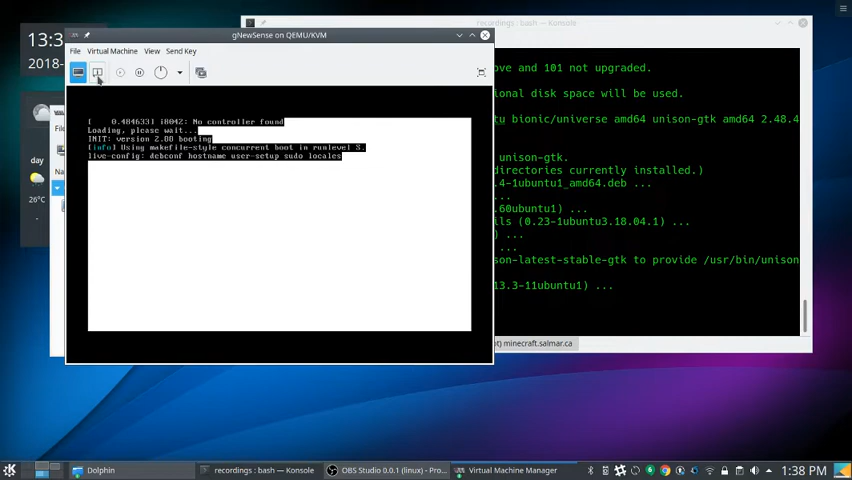 13:3
2018-
day
26°C
Fi
Na
gNewSense on QEMU/KVM
File Virtual Machine View Send Key
[    0.484633] i8042: No controller found
Loading, please wait...
INIT: version 2.88 booting
[info] Using makefile-style concurrent boot in runlevel S.
live-config: debconf hostname user-setup sudo locales
recordings : bash — Konsole
ove and 101 not upgraded.
ional disk space will be used.
tu bionic/universe amd64 unison-gtk amd64 2.48.4
unison-gtk.
directories currently installed.)
.4-1ubuntu1_amd64.deb ...
...
.60ubuntu1) ...
ils (0.23-1ubuntu3.18.04.1) ...
) ...
...
son-latest-stable-gtk to provide /usr/bin/unison
13.3-11ubuntu1) ...
t) minecraft.salmar.ca
Dolphin
recordings : bash — Konsole
OBS Studio 0.0.1 (linux) - Pro...
Virtual Machine Manager
1:38 PM